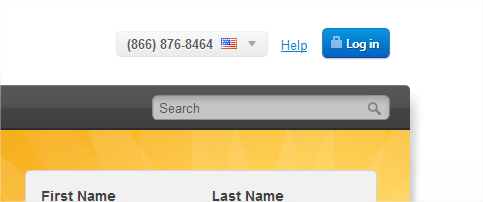 (866) 876-8464 Help Log in
Search
First Name Last Name